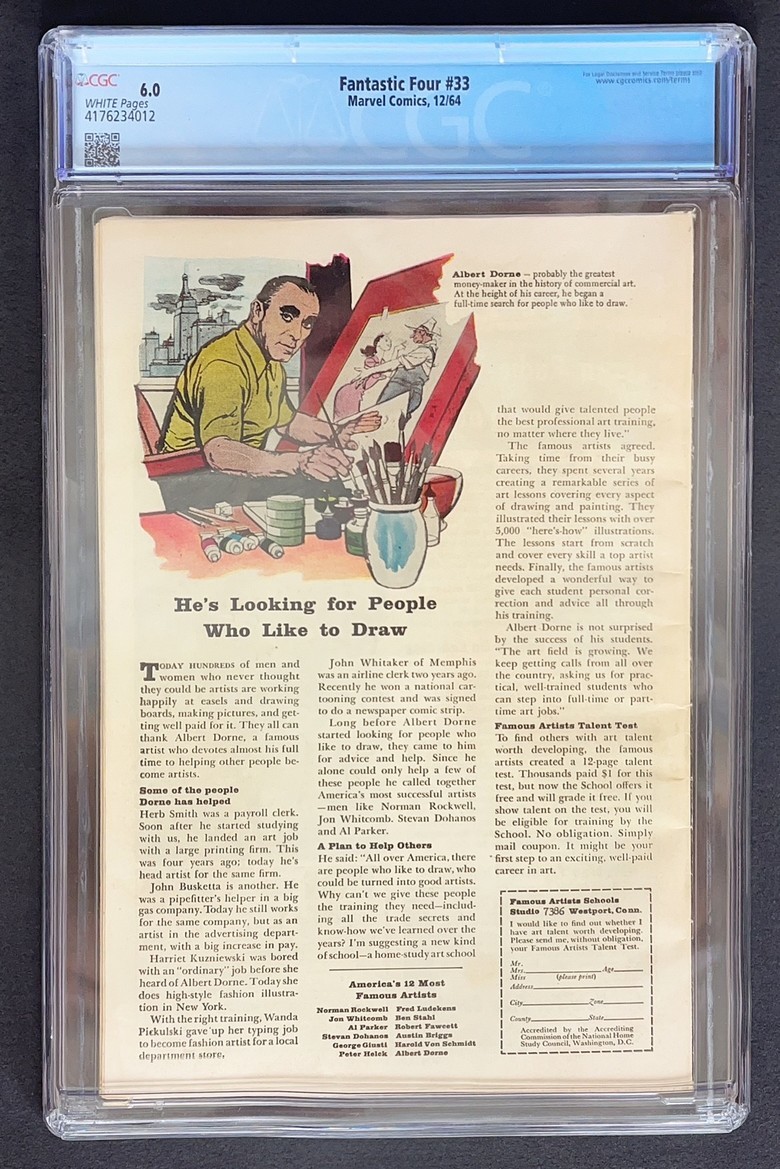 CGC
6.0
WHITE Pages
4176234012
Fantastic Four #33
Marvel Comics, 12/64
For Legal Disclaimer and Service Terms please visit
www.cgccomics.com/terms
CGC
Albert Dorne — probably the greatest
money-maker in the history of commercial art.
At the height of his career, he began a
full-time search for people who like to draw.
He's Looking for People
Who Like to Draw
TODAY HUNDREDS of men and
women who never thought
they could be artists are working
happily at easels and drawing
boards, making pictures, and get-
ting well paid for it. They all can
thank Albert Dorne, a famous
artist who devotes almost his full
time to helping other people be-
come artists.
Some of the people
Dorne has helped
Herb Smith was a payroll clerk.
Soon after he started studying
with us, he landed an art job
with a large printing firm. This
was four years ago; today he's
head artist for the same firm.
John Busketta is another. He
was a pipefitter's helper in a big
gas company. Today he still works
for the same company, but as an
artist in the advertising depart-
ment, with a big increase in pay.
Harriet Kuzniewski was bored
with an "ordinary" job before she
heard of Albert Dorne. Today she
does high-style fashion illustra-
tion in New York.
With the right training, Wanda
Pickulski gave up her typing job
to become fashion artist for a local
department store.
John Whitaker of Memphis
was an airline clerk two years ago.
Recently he won a national car-
tooning contest and was signed
to do a newspaper comic strip.
Long before Albert Dorne
started looking for people who
like to draw, they came to him
for advice and help. Since he
alone could only help a few of
these people he called together
America's most successful artists
—men like Norman Rockwell,
Jon Whitcomb, Stevan Dohanos
and Al Parker.
A Plan to Help Others
He said: "All over America, there
are people who like to draw, who
could be turned into good artists.
Why can't we give these people
the training they need—includ-
ing all the trade secrets and
know-how we've learned over the
years? I'm suggesting a new kind
of school—a home-study art school
America's 12 Most
Famous Artists
Norman Rockwell Fred Ludekens
Jon Whitcomb Ben Stahl
Al Parker Robert Fawcett
Stevan Dohanos Austin Briggs
George Giusti Harold Von Schmidt
Peter Helck Albert Dorne
that would give talented people
the best professional art training,
no matter where they live."
The famous artists agreed.
Taking time from their busy
careers, they spent several years
creating a remarkable series of
art lessons covering every aspect
of drawing and painting. They
illustrated their lessons with over
5,000 "here's-how" illustrations.
The lessons start from scratch
and cover every skill a top artist
needs. Finally, the famous artists
developed a wonderful way to
give each student personal cor-
rection and advice all through
his training.
Albert Dorne is not surprised
by the success of his students.
"The art field is growing. We
keep getting calls from all over
the country, asking us for prac-
tical, well-trained students who
can step into full-time or part-
time art jobs."
Famous Artists Talent Test
To find others with art talent
worth developing, the famous
artists created a 12-page talent
test. Thousands paid $1 for this
test, but now the School offers it
free and will grade it free. If you
show talent on the test, you will
be eligible for training by the
School. No obligation. Simply
mail coupon. It might be your
first step to an exciting, well-paid
career in art.
Famous Artists Schools
Studio 7386 Westport, Conn.
I would like to find out whether I
have art talent worth developing.
Please send me, without obligation,
your Famous Artists Talent Test.
Mr.
Mrs. Age
Miss (please print)
Address
City Zone
County State
Accredited by the Accrediting
Commission of the National Home
Study Council, Washington, D.C.